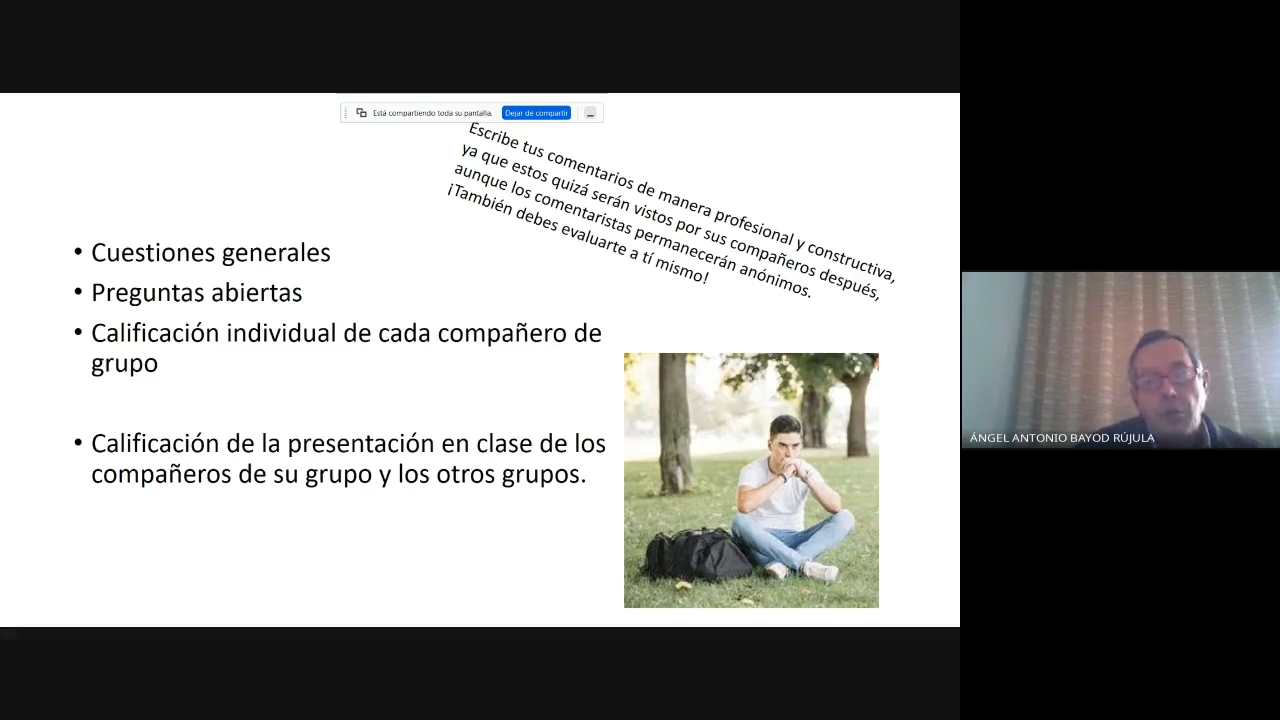 Está compartiendo toda su pantalla.
Dejar de compartir
Escribe tus comentarios de manera profesional y constructiva,
ya que estos quizá serán vistos por sus compañeros después,
aunque los comentaristas permanecerán anónimos.
¡También debes evaluarte a tí mismo!
• Cuestiones generales
• Preguntas abiertas
• Calificación individual de cada compañero de
grupo
• Calificación de la presentación en clase de los
compañeros de su grupo y los otros grupos.
ÁNGEL ANTONIO BAYOD RÚJULA